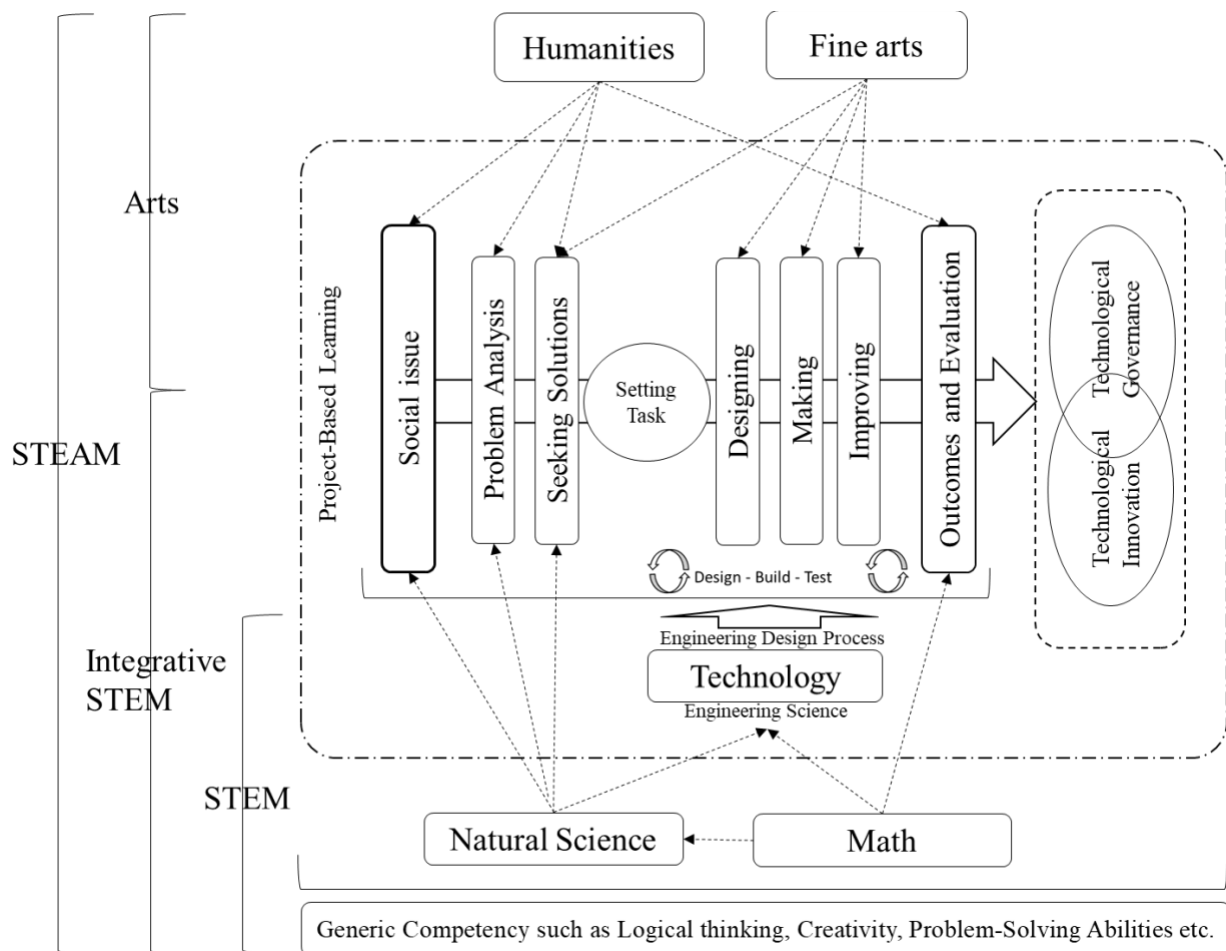 Humanities
Fine arts
Arts
Project-Based Learning
Social issue
Problem Analysis
Seeking Solutions
Setting
Task
Designing
Making
Improving
Outcomes and Evaluation
Technological
Governance
Technological
Innovation
STEAM
Design - Build - Test
Engineering Design Process
Integrative
STEM
Technology
Engineering Science
STEM
Natural Science
Math
Generic Competency such as Logical thinking, Creativity, Problem-Solving Abilities etc.